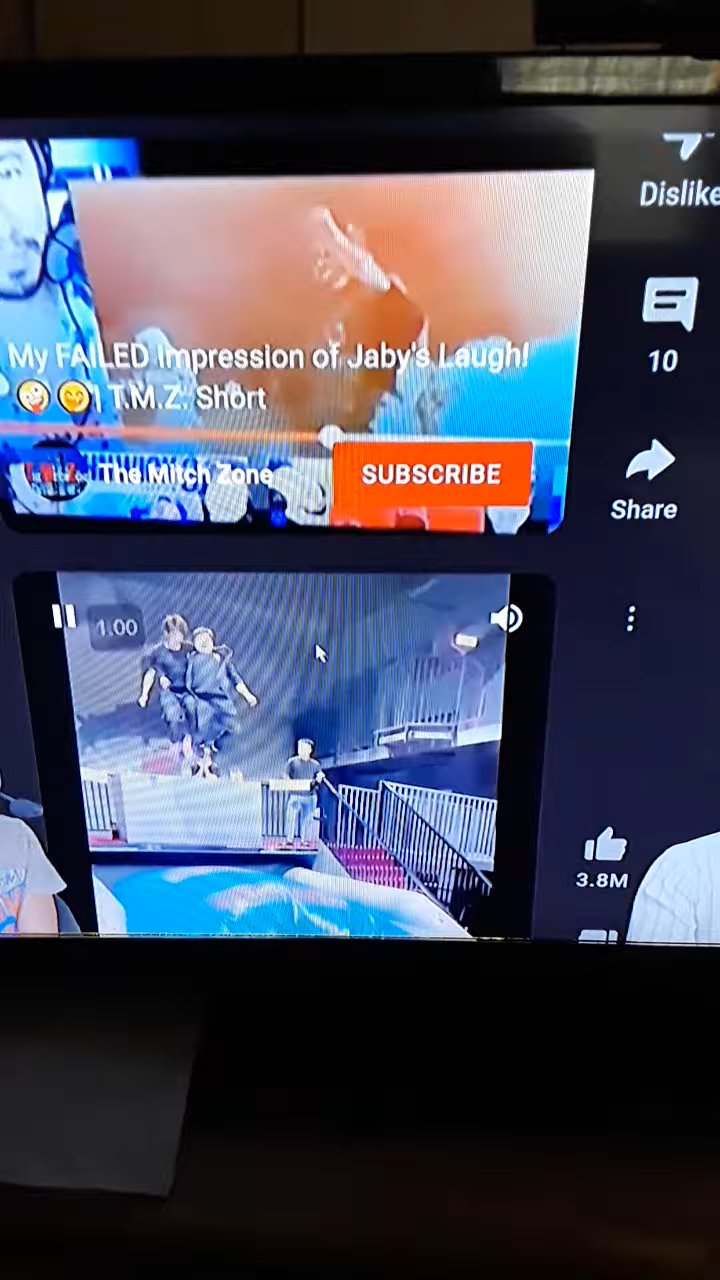 Dislike
My FAILED Impression of Jaby's Laugh!
🤪😋| T.M.Z. Short
10
The Mitch Zone
SUBSCRIBE
Share
1.00
3.8M